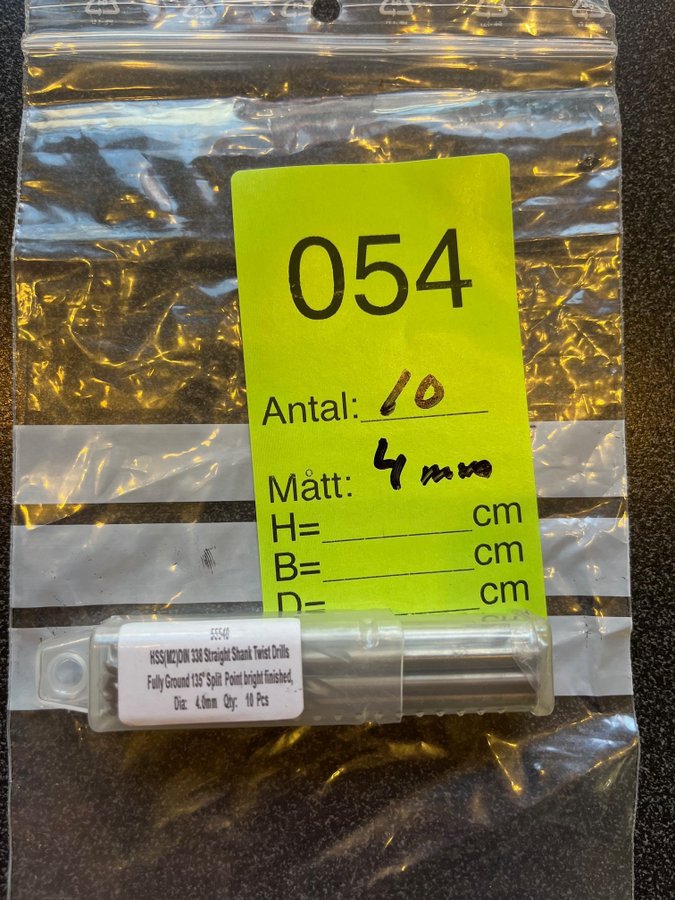 054
Antal: 10
Mått: 4 mm
H= cm
B= cm
D= cm
55540
HSS(M2)DIN 338 Straight Shank Twist Drills
Fully Ground 135° Split Point bright finished,
Dia: 4.0mm Qty: 10 Pcs